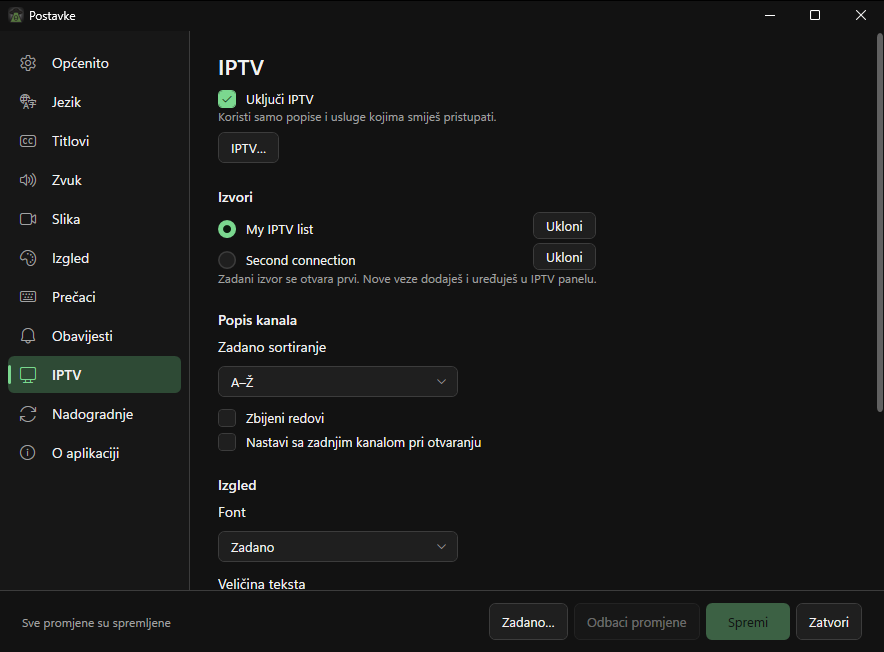 Postavke
Općenito
Jezik
Titlovi
Zvuk
Slika
Izgled
Prečaci
Obavijesti
IPTV
Nadogradnje
O aplikaciji
IPTV
Uključi IPTV
Koristi samo popise i usluge kojima smiješ pristupati.
IPTV...
Izvori
My IPTV list
Ukloni
Second connection
Ukloni
Zadani izvor se otvara prvi. Nove veze dodaješ i uređuješ u IPTV panelu.
Popis kanala
Zadano sortiranje
A–Ž
Zbijeni redovi
Nastavi sa zadnjim kanalom pri otvaranju
Izgled
Font
Zadano
Veličina teksta
Sve promjene su spremljene
Zadano...
Odbaci promjene
Spremi
Zatvori